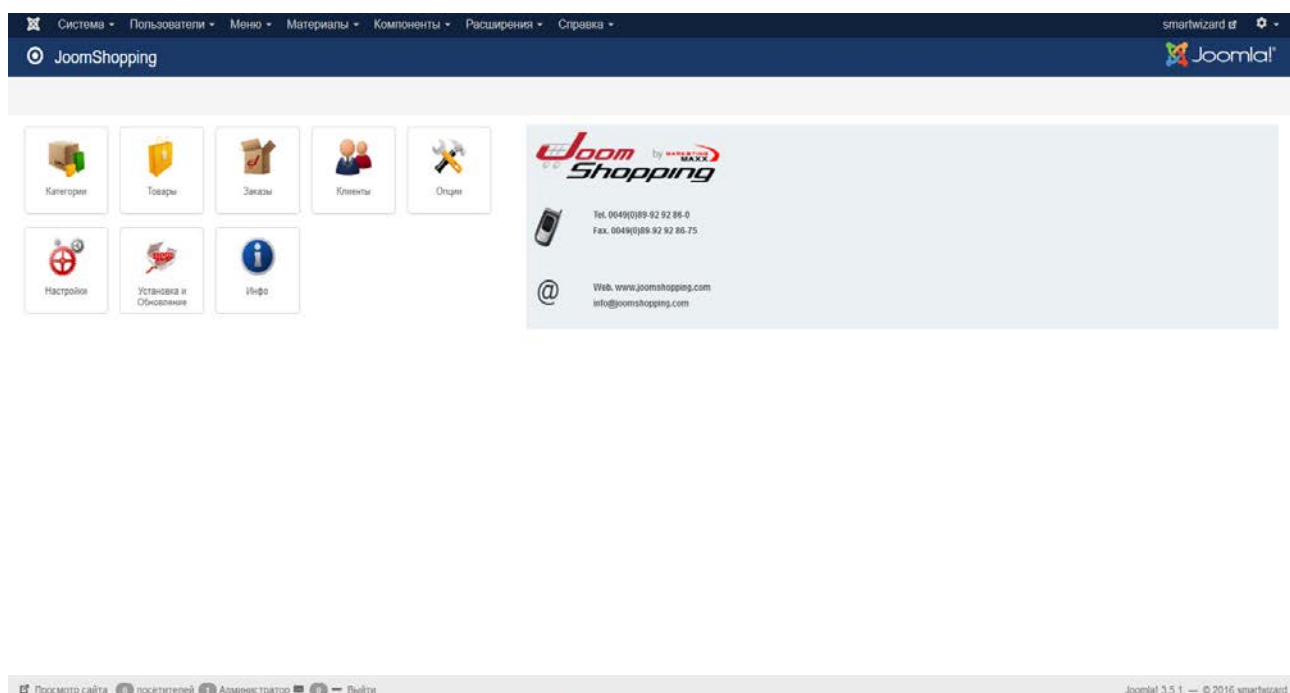 Система Пользователи Меню Материалы Компоненты Расширения Справка smartwizard
JoomShopping Joomla!®
Категории Товары Заказы Клиенты Опции
Настройки Установка и Обновление Инфо
Joom by MARKETING MAXX
Shopping
Tel. 0049(0)89-92 92 86-0
Fax. 0049(0)89-92 92 86-75
@ Web. www.joomshopping.com
info@joomshopping.com
Просмотр сайта 0 посетителей 1 Администратор 0 Выйти Joomla! 3.5.1 — © 2016 smartwizard